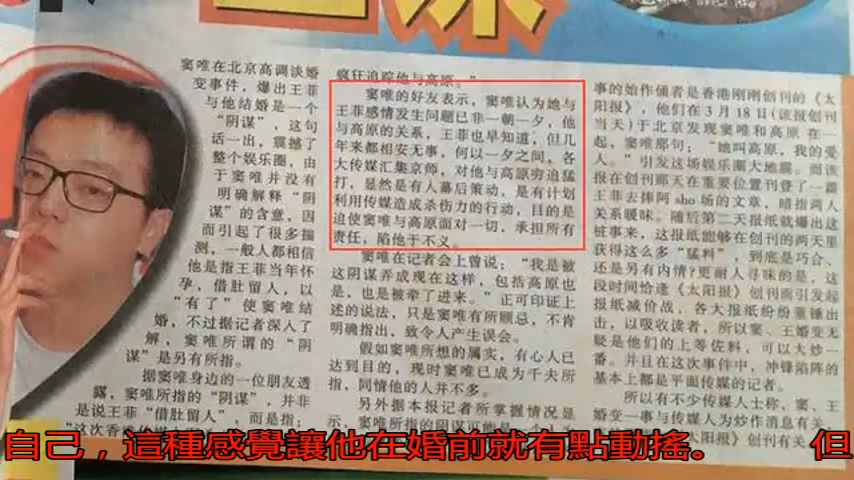 窦唯在北京高调谈婚
变事件，爆出王菲
与他结婚是一个
“阴谋”，这句
话一出，震撼了
整个娱乐圈，由
于窦唯并没有
明确解释“阴
谋”的含意，因
而引起了很多揣
测，一般人都相信
他是指王菲当年怀
孕，借肚留人，以
“有了”使窦唯结
婚，不过据记者深入了
解，窦唯所谓的“阴
谋”是另有所指。
据窦唯身边的一位朋友透
露，窦唯所指的“阴谋”，并非
是说王菲“借肚留人”，而是指：
疯狂追踪他与高原。”
窦唯的好友表示，窦唯认为她与
王菲感情发生问题已非一朝一夕，他
与高原的关系，王菲也早知道，但几
年来都相安无事，何以一夕之间，各
大传媒汇集京师，对他与高原穷追猛
打，显然是有人幕后策动，是有计划
利用传媒造成杀伤力的行动，目的是
迫使窦唯与高原面对一切，承担所有
责任，陷他于不义。
窦唯在记者会上曾说：“我是被
这阴谋弄成现在这样，包括高原也
是，也是被牵了进来。”正可印证上
述的说法，只是窦唯有所顾忌，不肯
明确指出，致令人产生误会。
假如窦唯所想的属实，有心人已
达到目的，现时窦唯已成为千夫所
指，同情他的人并不多。
另外据本报记者所掌握情况显
事的始作俑者是香港刚刚创刊的《太
阳报》，他们在3月18日(该报创刊
当天)于北京发现窦唯和高原在一
起，窦唯那句：“她叫高原，我的爱
人。”引发这场娱乐圈大地震。而该
报在创刊那天在重要位置刊登了一篇
王菲去捧阿sho场的文章，暗指两人
关系暧昧。随后第二天报纸就爆出这
桩事来，这报纸能够在创刊的两天里
获得这么多“猛料”，到底是巧合、
还是另有内情?更耐人寻味的是，这
段时间恰逢《太阳报》创刊而引发起
报纸减价战，各大报纸纷纷重锤出
击，以吸收读者，所以窦、王婚变无
疑是他们的上等佐料，可以大炒一
番。并且在这次事件中，冲锋陷阵的
基本上都是平面传媒的记者。
所以有不少传媒人士称，窦、王
婚变一事与传媒人为炒作消息有关，
自己，這種感覺讓他在婚前就有點動搖。 但